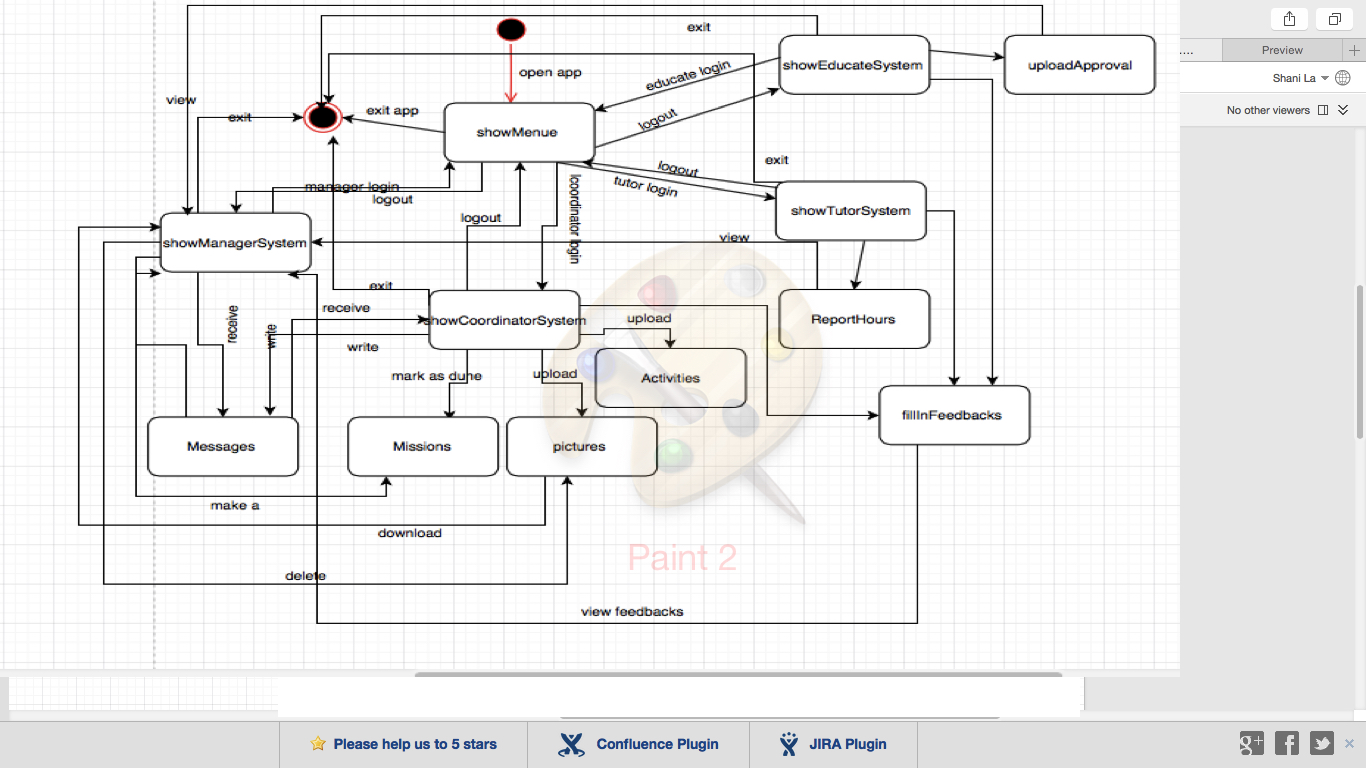 exit
open app
showEducateSystem
uploadApproval
educate login
view
exit
exit app
showMenue
logout
exit
logout
tutor login
manager login
logout
showTutorSystem
logout
coordinator login
view
showManagerSystem
exit
receive
receive
write
write
showCoordinatorSystem
upload
ReportHours
mark as dune
upload
Activities
fillInFeedbacks
Messages
Missions
pictures
make a
download
delete
view feedbacks
Paint 2
....
Preview
Shani La
No other viewers
Please help us to 5 stars
Confluence Plugin
JIRA Plugin